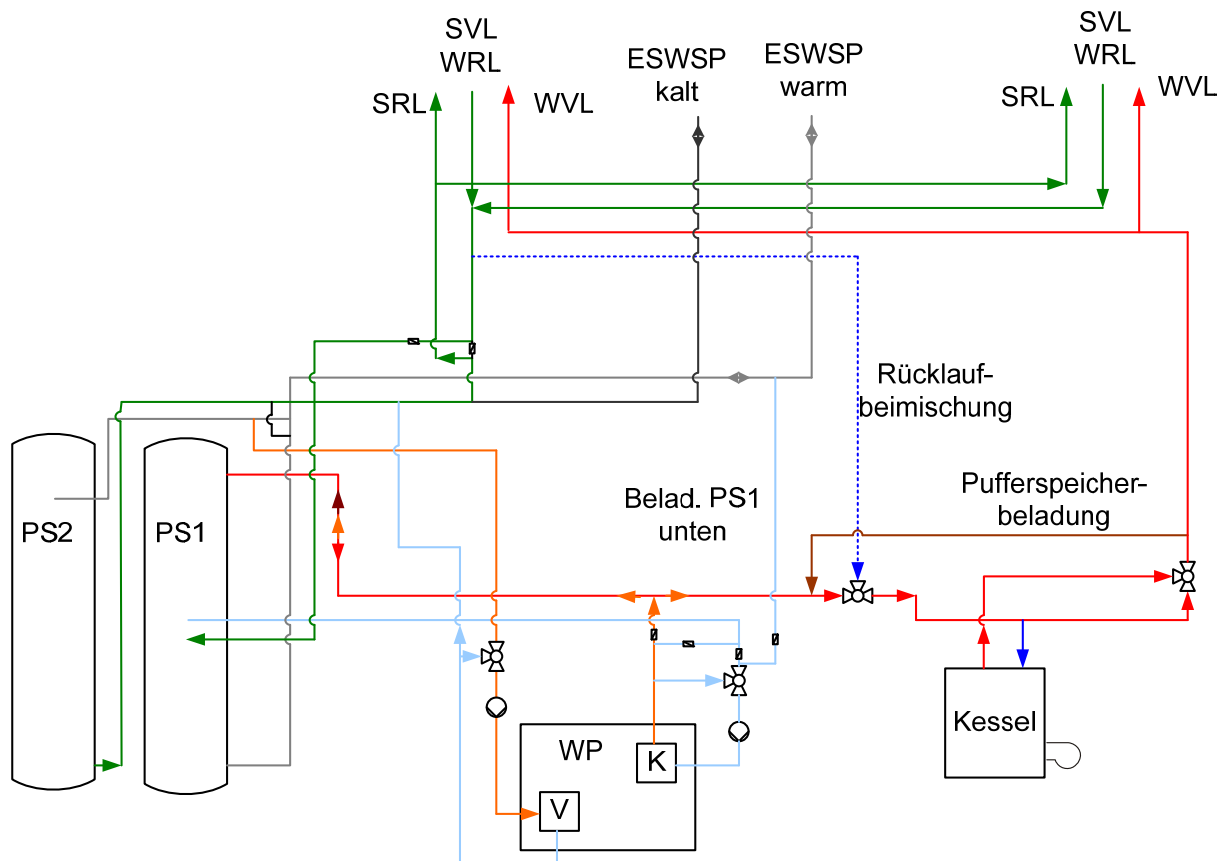 SVL
WRL
SRL
WVL
ESWSP
kalt
ESWSP
warm
SVL
WRL
SRL
WVL
Rücklauf-
beimischung
Pufferspeicher-
beladung
Belad. PS1
unten
PS2
PS1
WP
K
V
Kessel